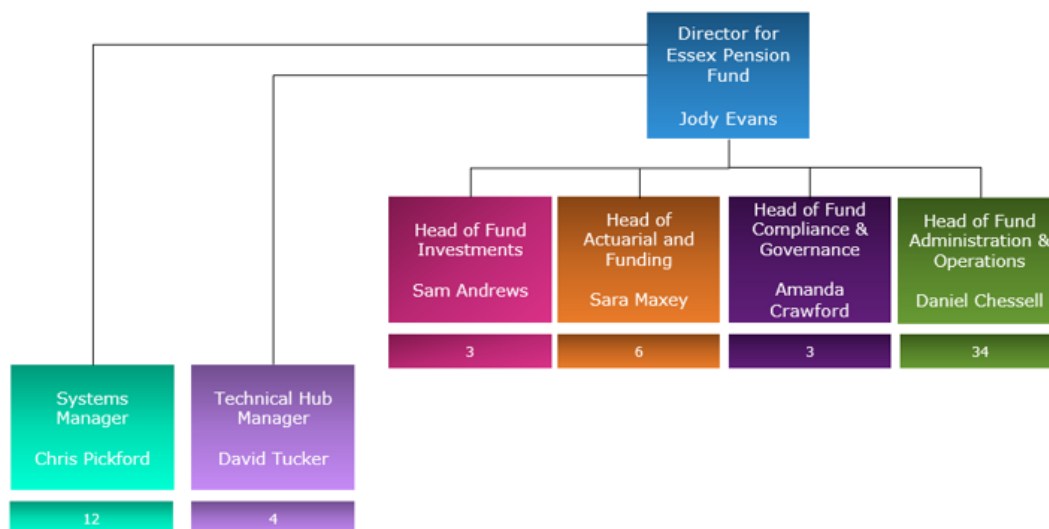 Director for
Essex Pension
Fund
Jody Evans
Head of Fund
Investments
Sam Andrews
3
Head of
Actuarial and
Funding
Sara Maxey
6
Head of Fund
Compliance &
Governance
Amanda
Crawford
3
Head of Fund
Administration &
Operations
Daniel Chessell
34
Systems
Manager
Chris Pickford
12
Technical Hub
Manager
David Tucker
4